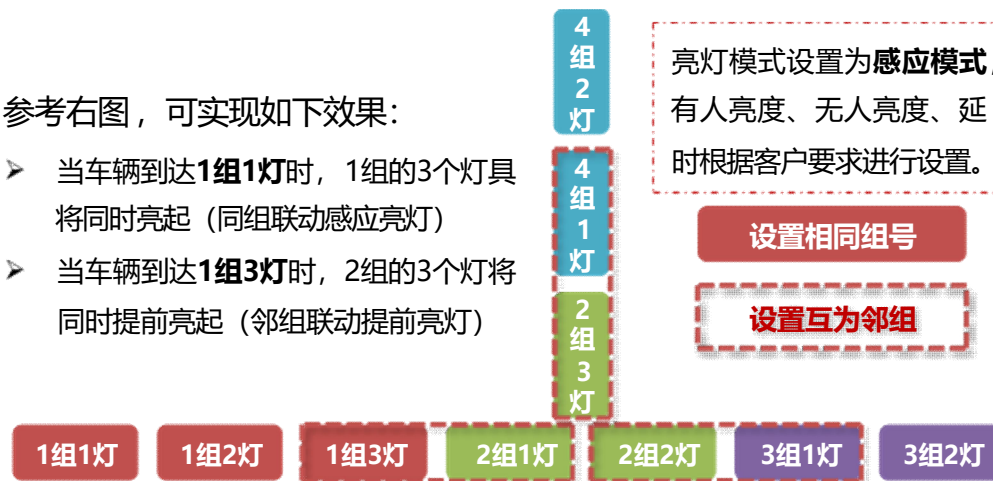 参考右图，可实现如下效果：
➢ 当车辆到达1组1灯时，1组的3个灯具
将同时亮起（同组联动感应亮灯）
➢ 当车辆到达1组3灯时，2组的3个灯将
同时提前亮起（邻组联动提前亮灯）
4
组
2
灯
4
组
1
灯
2
组
3
灯
亮灯模式设置为感应模式，
有人亮度、无人亮度、延
时根据客户要求进行设置。
设置相同组号
设置互为邻组
1组1灯
1组2灯
1组3灯
2组1灯
2组2灯
3组1灯
3组2灯